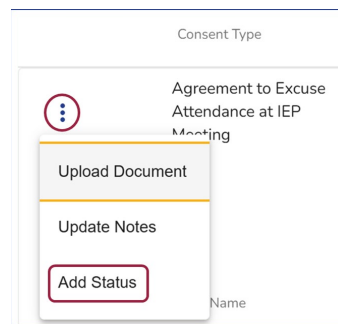 Consent Type
Agreement to Excuse
Attendance at IEP
Meeting
Upload Document
Update Notes
Add Status
Name